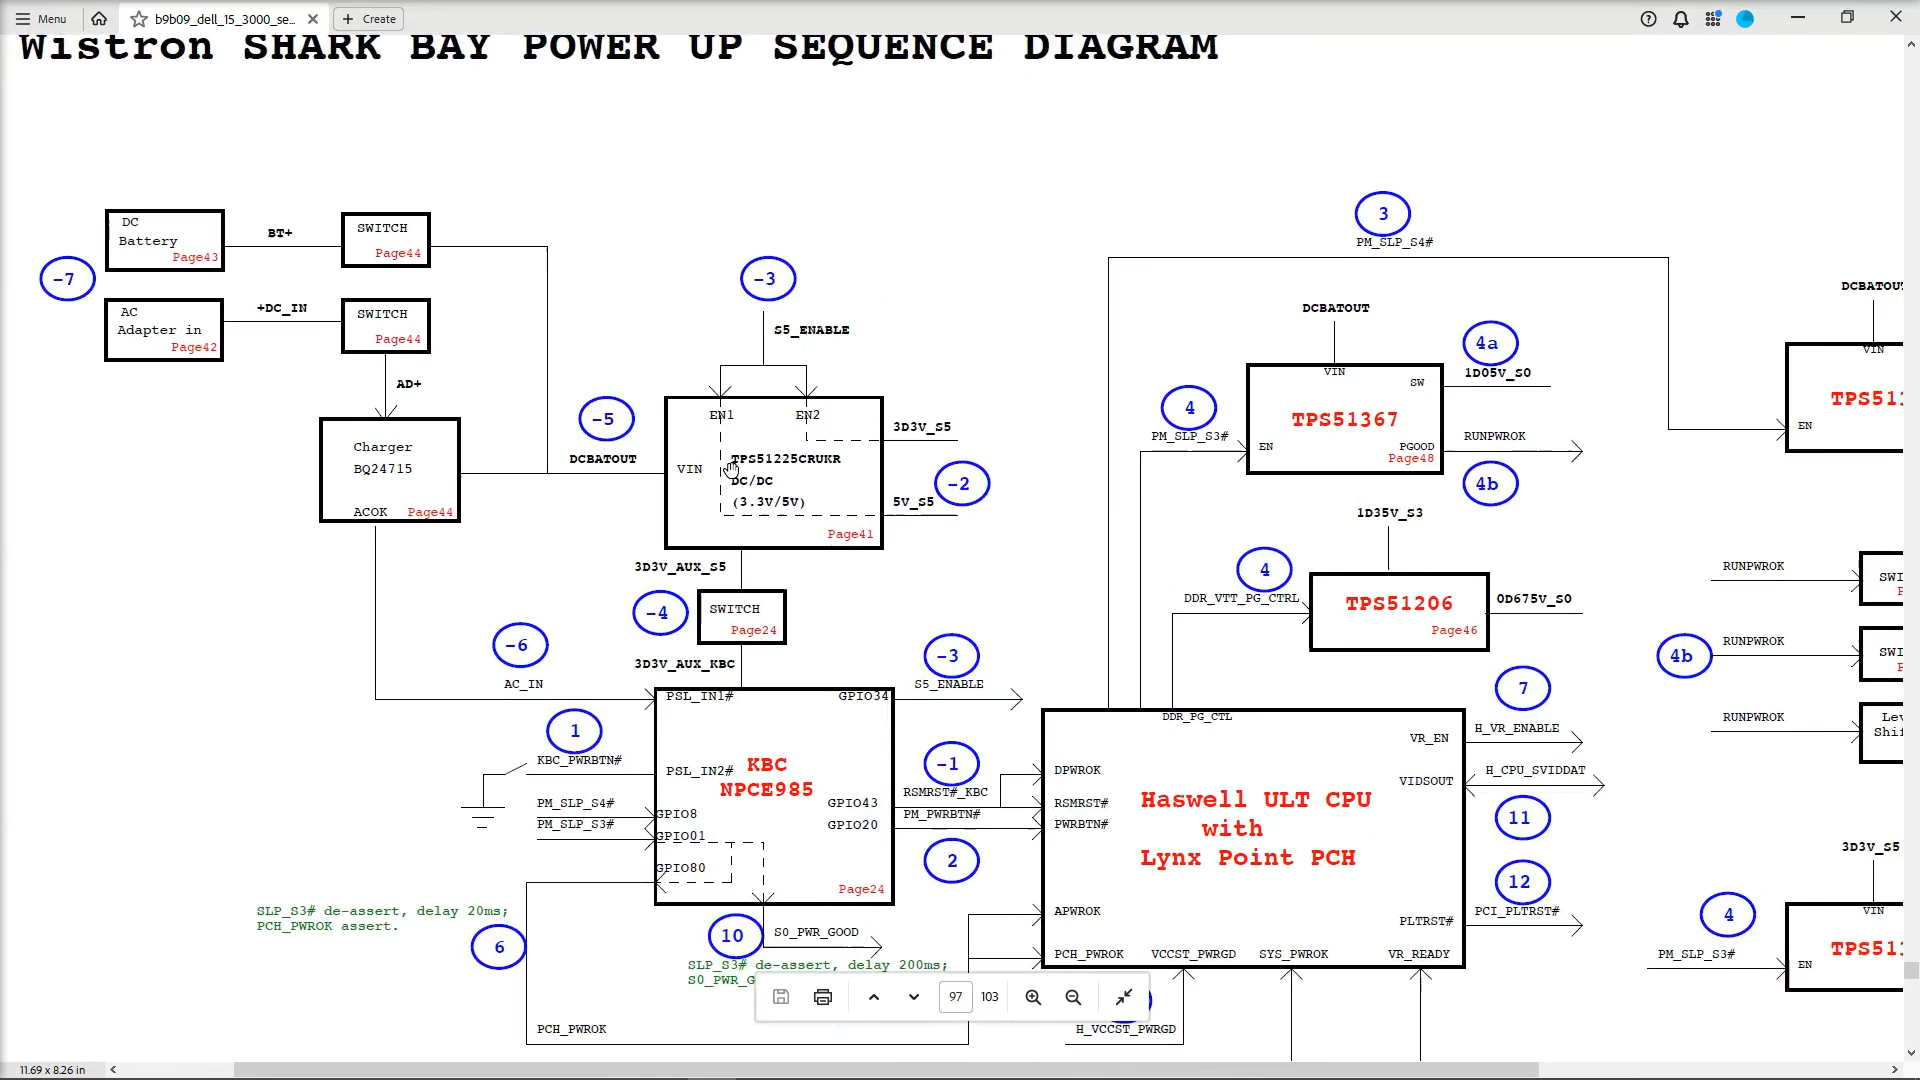 Menu
b9b09_dell_15_3000_se...
Create
Wistron SHARK BAY POWER UP SEQUENCE DIAGRAM
3
PM_SLP_S4#
DC
Battery
Page43
BT+
SWITCH
Page44
-7
AC
Adapter in
Page42
+DC_IN
SWITCH
Page44
AD+
-3
S5_ENABLE
DCBATOUT
DCBATOUT
Charger
BQ24715
ACOK
Page44
-5
DCBATOUT
EN1
EN2
VIN
TPS51225CRUKR
DC/DC
(3.3V/5V)
Page41
3D3V_S5
5V_S5
-2
4
PM_SLP_S3#
VIN
SW
TPS51367
EN
PGOOD
Page48
4a
1D05V_S0
RUNPWROK
4b
VIN
TPS51
EN
1D35V_S3
3D3V_AUX_S5
-4
SWITCH
Page24
3D3V_AUX_KBC
4
DDR_VTT_PG_CTRL
TPS51206
Page46
0D675V_S0
RUNPWROK
SWI
P
4b
RUNPWROK
SWI
P
RUNPWROK
Lev
Shif
-6
AC_IN
1
KBC_PWRBTN#
PM_SLP_S4#
PM_SLP_S3#
PSL_IN1#
GPIO34
PSL_IN2#
KBC
NPCE985
GPIO8
GPIO43
GPIO20
GPIO01
GPIO80
Page24
-3
S5_ENABLE
-1
RSMRST#_KBC
PM_PWRBTN#
2
DDR_PG_CTL
DPWROK
RSMRST#
PWRBTN#
Haswell ULT CPU
with
Lynx Point PCH
VR_EN
VIDSOUT
APWROK
PLTRST#
PCH_PWROK
VCCST_PWRGD
SYS_PWROK
VR_READY
7
H_VR_ENABLE
H_CPU_SVIDDAT
11
12
PCI_PLTRST#
3D3V_S5
4
PM_SLP_S3#
VIN
TPS51
EN
SLP_S3# de-assert, delay 20ms;
PCH_PWROK assert.
6
10
S0_PWR_GOOD
SLP_S3# de-assert, delay 200ms;
S0_PWR_G
PCH_PWROK
H_VCCST_PWRGD
97
103
11.69 x 8.26 in